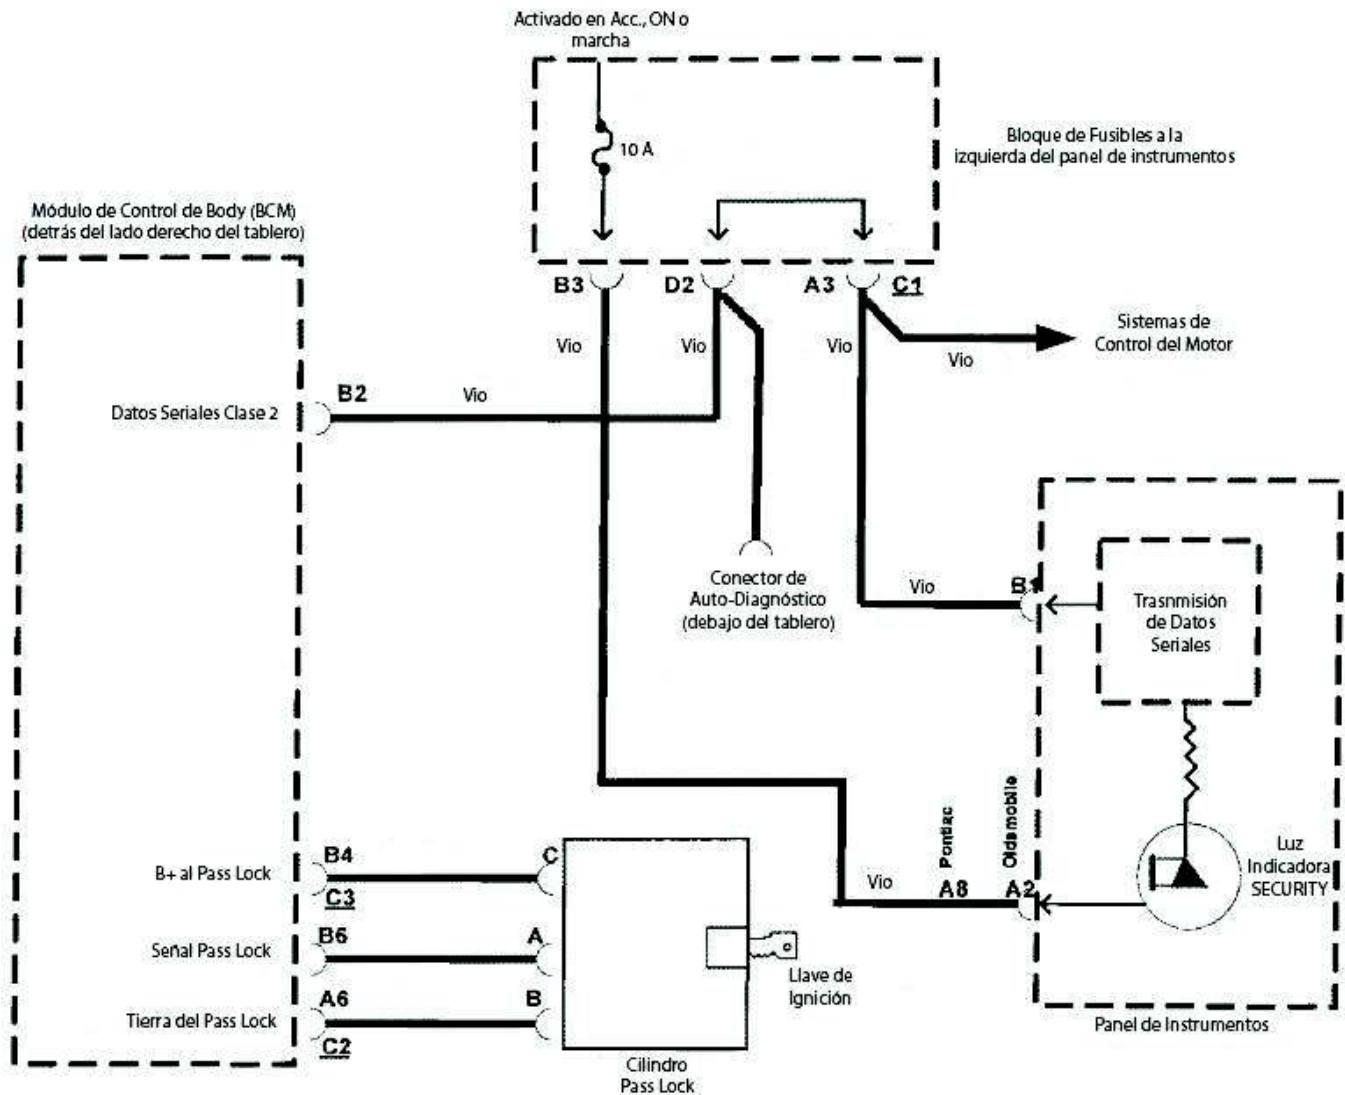 Activado en Acc., ON o
marcha
10 A
Bloque de Fusibles a la
izquierda del panel de instrumentos
Módulo de Control de Body (BCM)
(detrás del lado derecho del tablero)
B3
D2
A3
C1
Vio
Vio
Vio
Vio
Sistemas de
Control del Motor
Datos Seriales Clase 2
B2
Vio
Conector de
Auto-Diagnóstico
(debajo del tablero)
Vio
B1
Trasnmisión
de Datos
Seriales
Pontiac
Oldsmobile
Vio
A8
A2
Luz
Indicadora
SECURITY
B+ al Pass Lock
B4
C3
C
Señal Pass Lock
B6
A
Llave de
Ignición
Tierra del Pass Lock
A6
C2
B
Cilindro
Pass Lock
Panel de Instrumentos